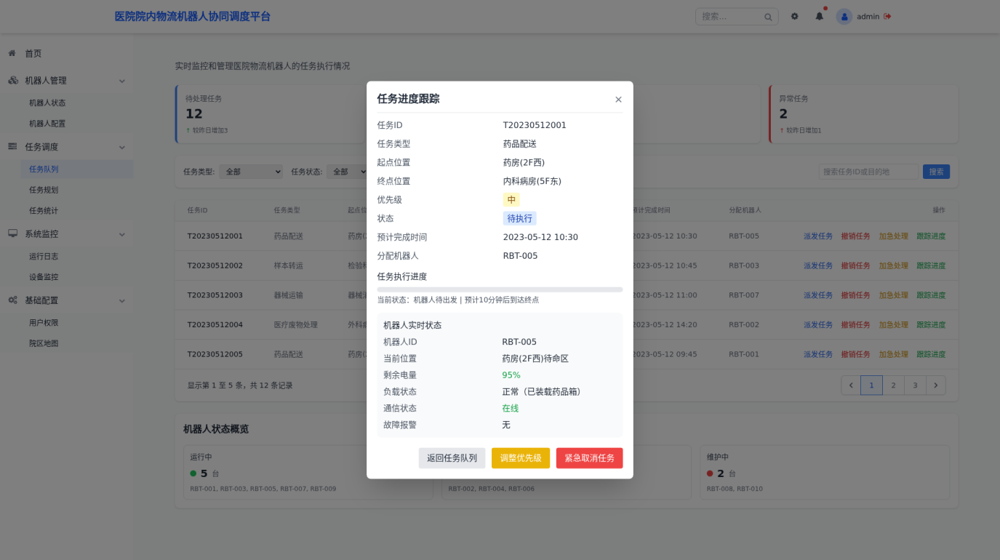 医院院内物流机器人协同调度平台
搜索...
admin
首页
机器人管理
机器人状态
机器人配置
任务调度
任务队列
任务规划
任务统计
系统监控
运行日志
设备监控
基础配置
用户权限
院区地图
实时监控和管理医院物流机器人的任务执行情况
待处理任务
12
↑ 较昨日增加3
异常任务
2
↑ 较昨日增加1
任务类型: 全部 任务状态: 全部
搜索任务ID或目的地 搜索
任务ID 任务类型 计完成时间 分配机器人 操作
T20230512001 药品配送 药房 2023-05-12 10:30 RBT-005 派发任务 撤销任务 加急处理 跟踪进度
T20230512002 样本转运 检验 2023-05-12 10:45 RBT-003 派发任务 撤销任务 加急处理 跟踪进度
T20230512003 器械运输 器械 2023-05-12 11:00 RBT-007 派发任务 撤销任务 加急处理 跟踪进度
T20230512004 医疗废物处理 外科 2023-05-12 14:20 RBT-002 派发任务 撤销任务 加急处理 跟踪进度
T20230512005 药品配送 药房 2023-05-12 09:45 RBT-001 派发任务 撤销任务 加急处理 跟踪进度
显示第 1 至 5 条，共 12 条记录
1 2 3
机器人状态概览
运行中
5 台
RBT-001, RBT-003, RBT-005, RBT-007, RBT-009
RBT-002, RBT-004, RBT-006
维护中
2 台
RBT-008, RBT-010
任务进度跟踪
任务ID T20230512001
任务类型 药品配送
起点位置 药房(2F西)
终点位置 内科病房(5F东)
优先级 中
状态 待执行
预计完成时间 2023-05-12 10:30
分配机器人 RBT-005
任务执行进度
当前状态：机器人待出发 | 预计10分钟后到达终点
机器人实时状态
机器人ID RBT-005
当前位置 药房(2F西)待命区
剩余电量 95%
负载状态 正常（已装载药品箱）
通信状态 在线
故障报警 无
返回任务队列 调整优先级 紧急取消任务